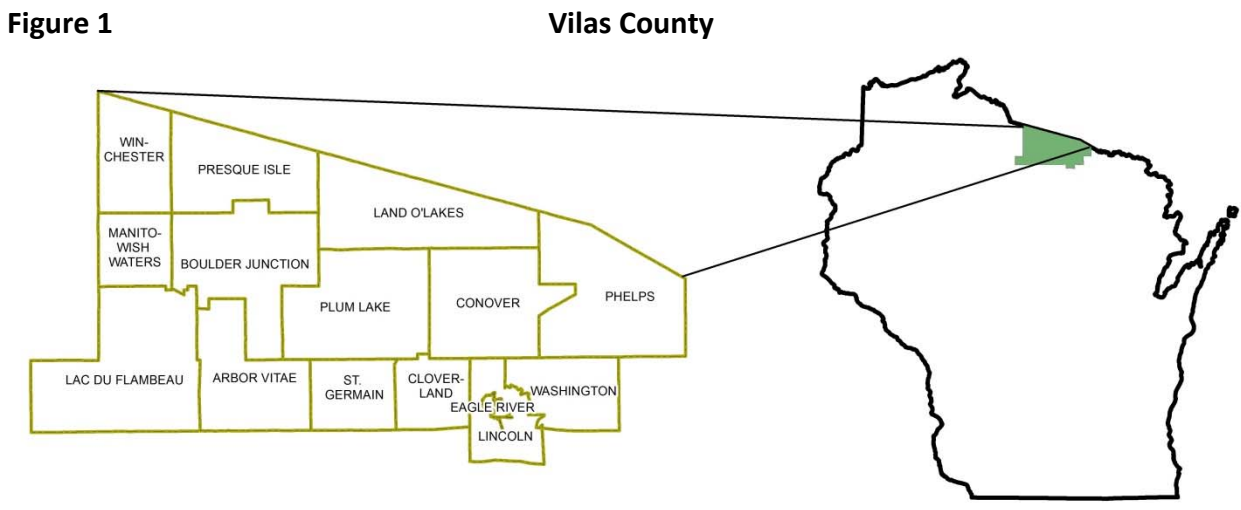 Figure 1
Vilas County
WIN-
CHESTER
PRESQUE ISLE
LAND O'LAKES
MANITO-
WISH
WATERS
BOULDER JUNCTION
PLUM LAKE
CONOVER
PHELPS
LAC DU FLAMBEAU
ARBOR VITAE
ST.
GERMAIN
CLOVER-
LAND
WASHINGTON
EAGLE RIVER
LINCOLN